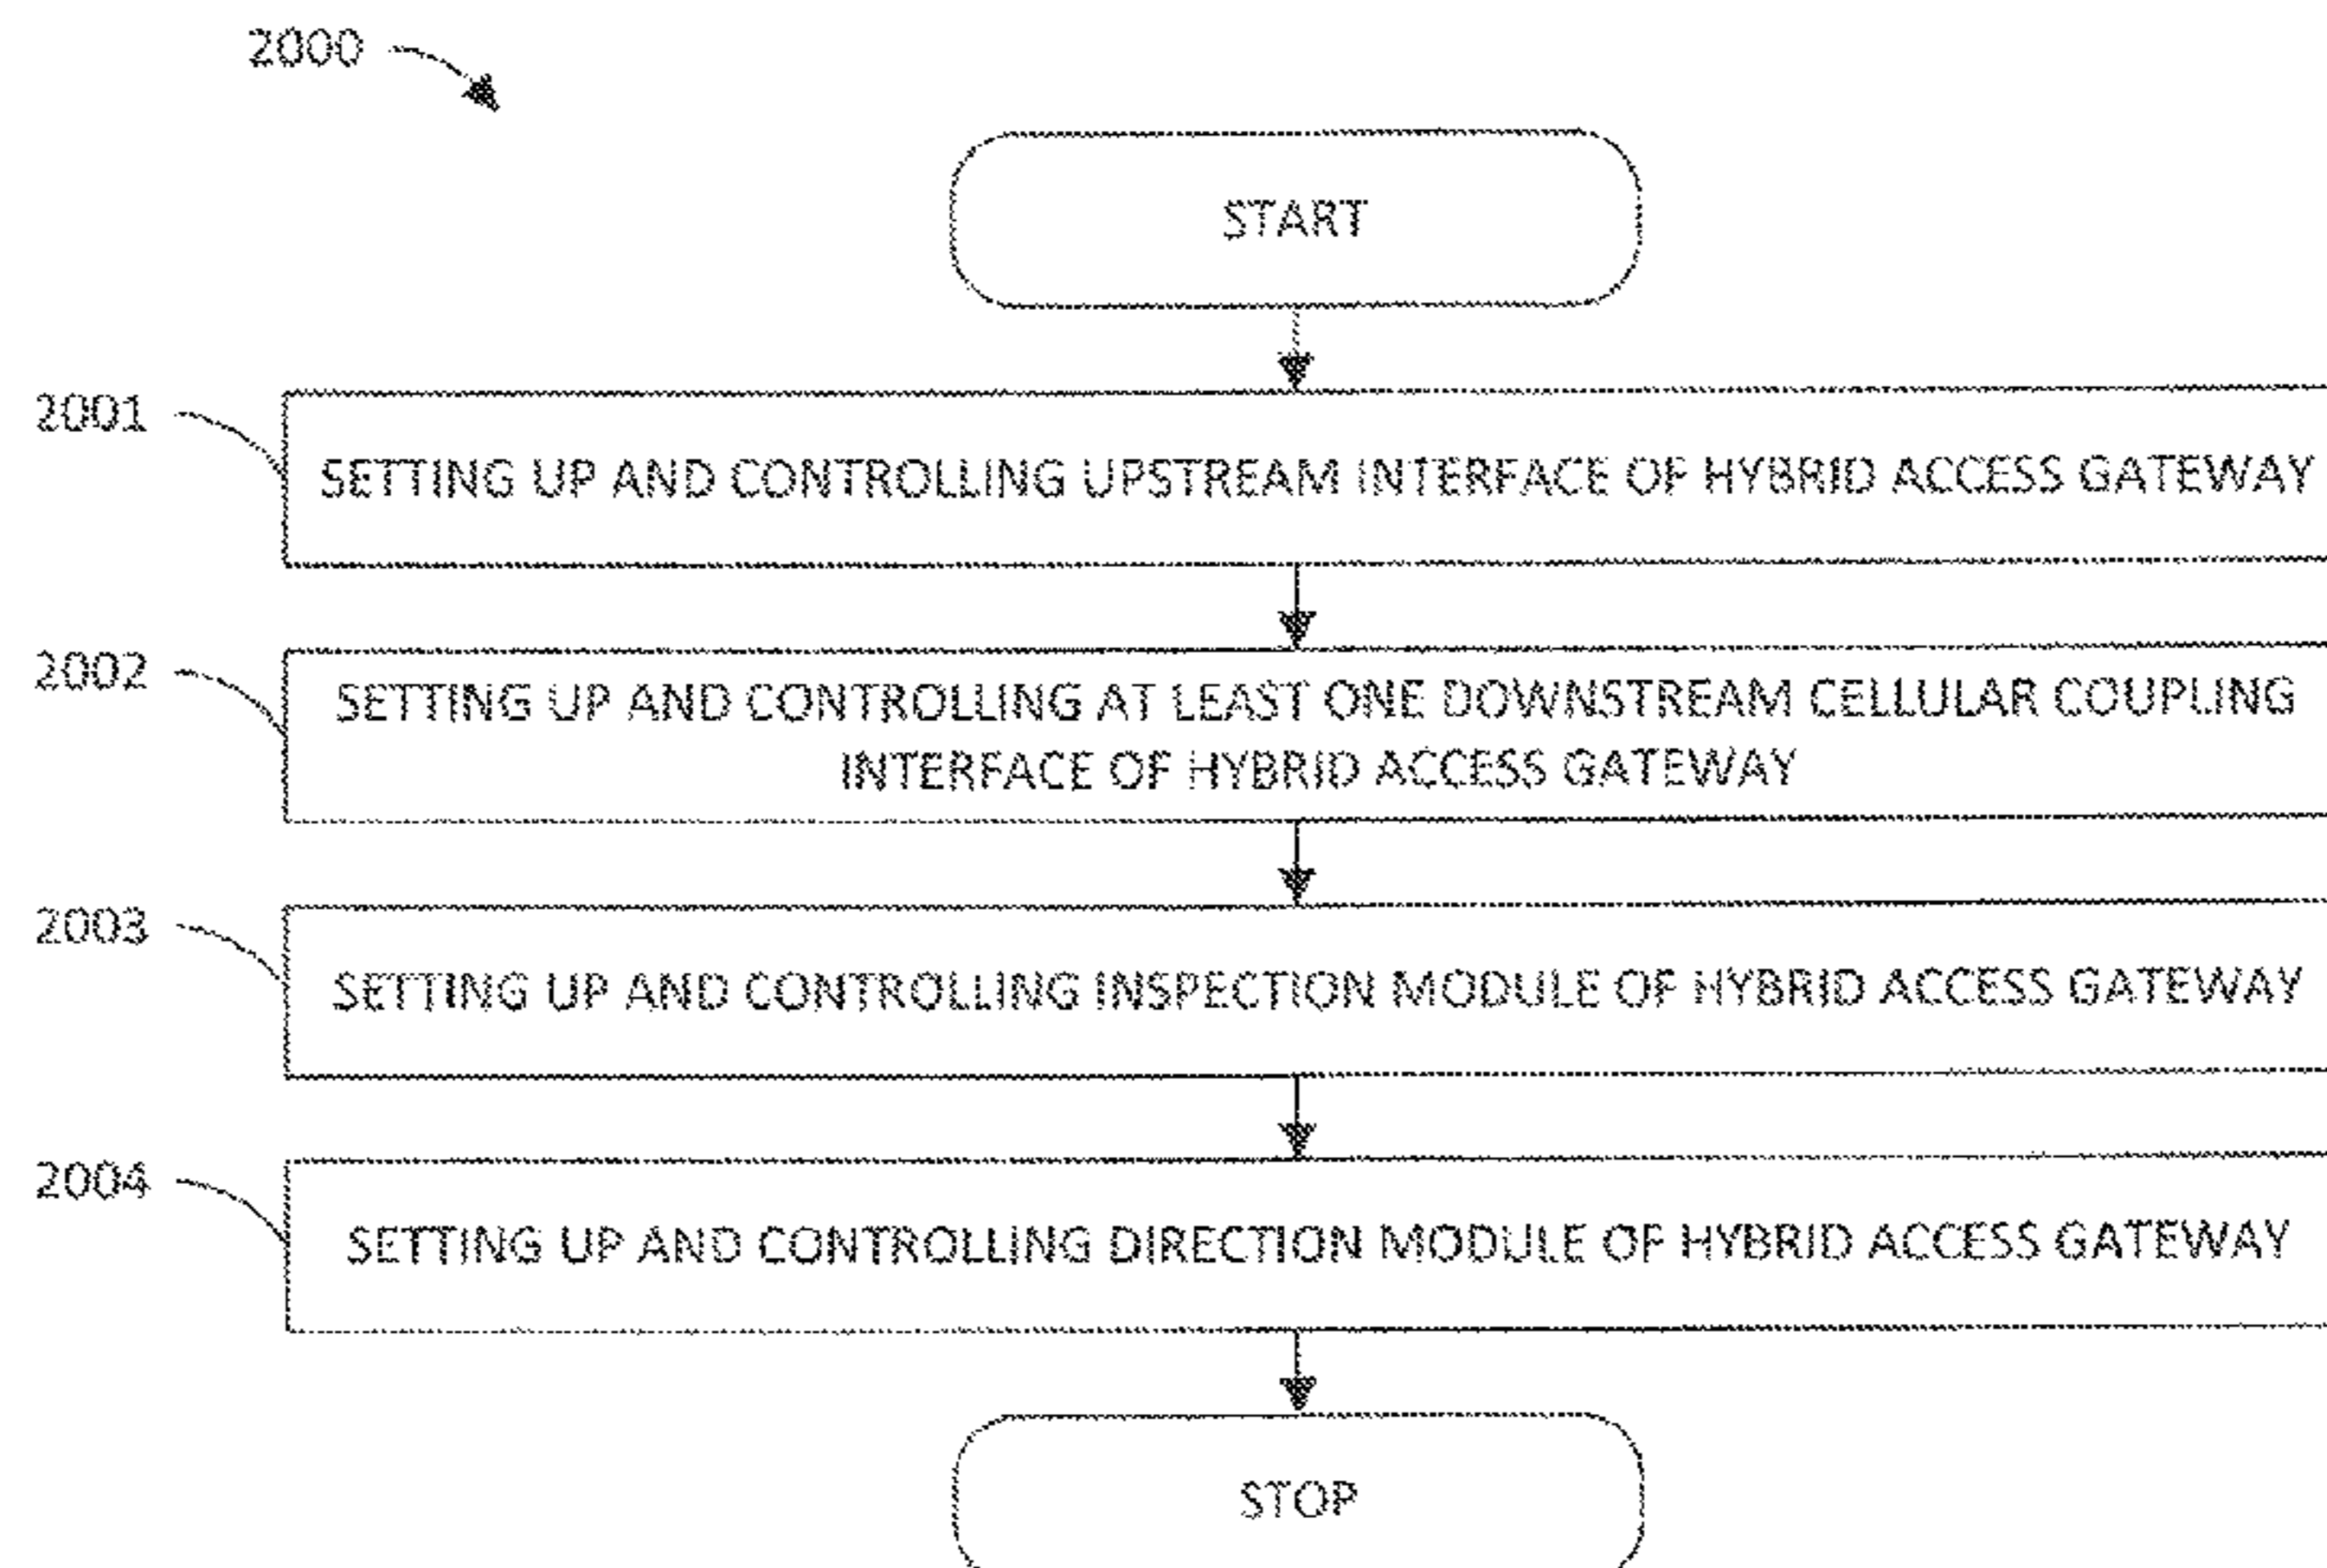 2000
START
2001
SETTING UP AND CONTROLLING UPSTREAM INTERFACE OF HYBRID ACCESS GATEWAY
2002
SETTING UP AND CONTROLLING AT LEAST ONE DOWNSTREAM CELLULAR COUPLING
INTERFACE OF HYBRID ACCESS GATEWAY
2003
SETTING UP AND CONTROLLING INSPECTION MODULE OF HYBRID ACCESS GATEWAY
2004
SETTING UP AND CONTROLLING DIRECTION MODULE OF HYBRID ACCESS GATEWAY
STOP